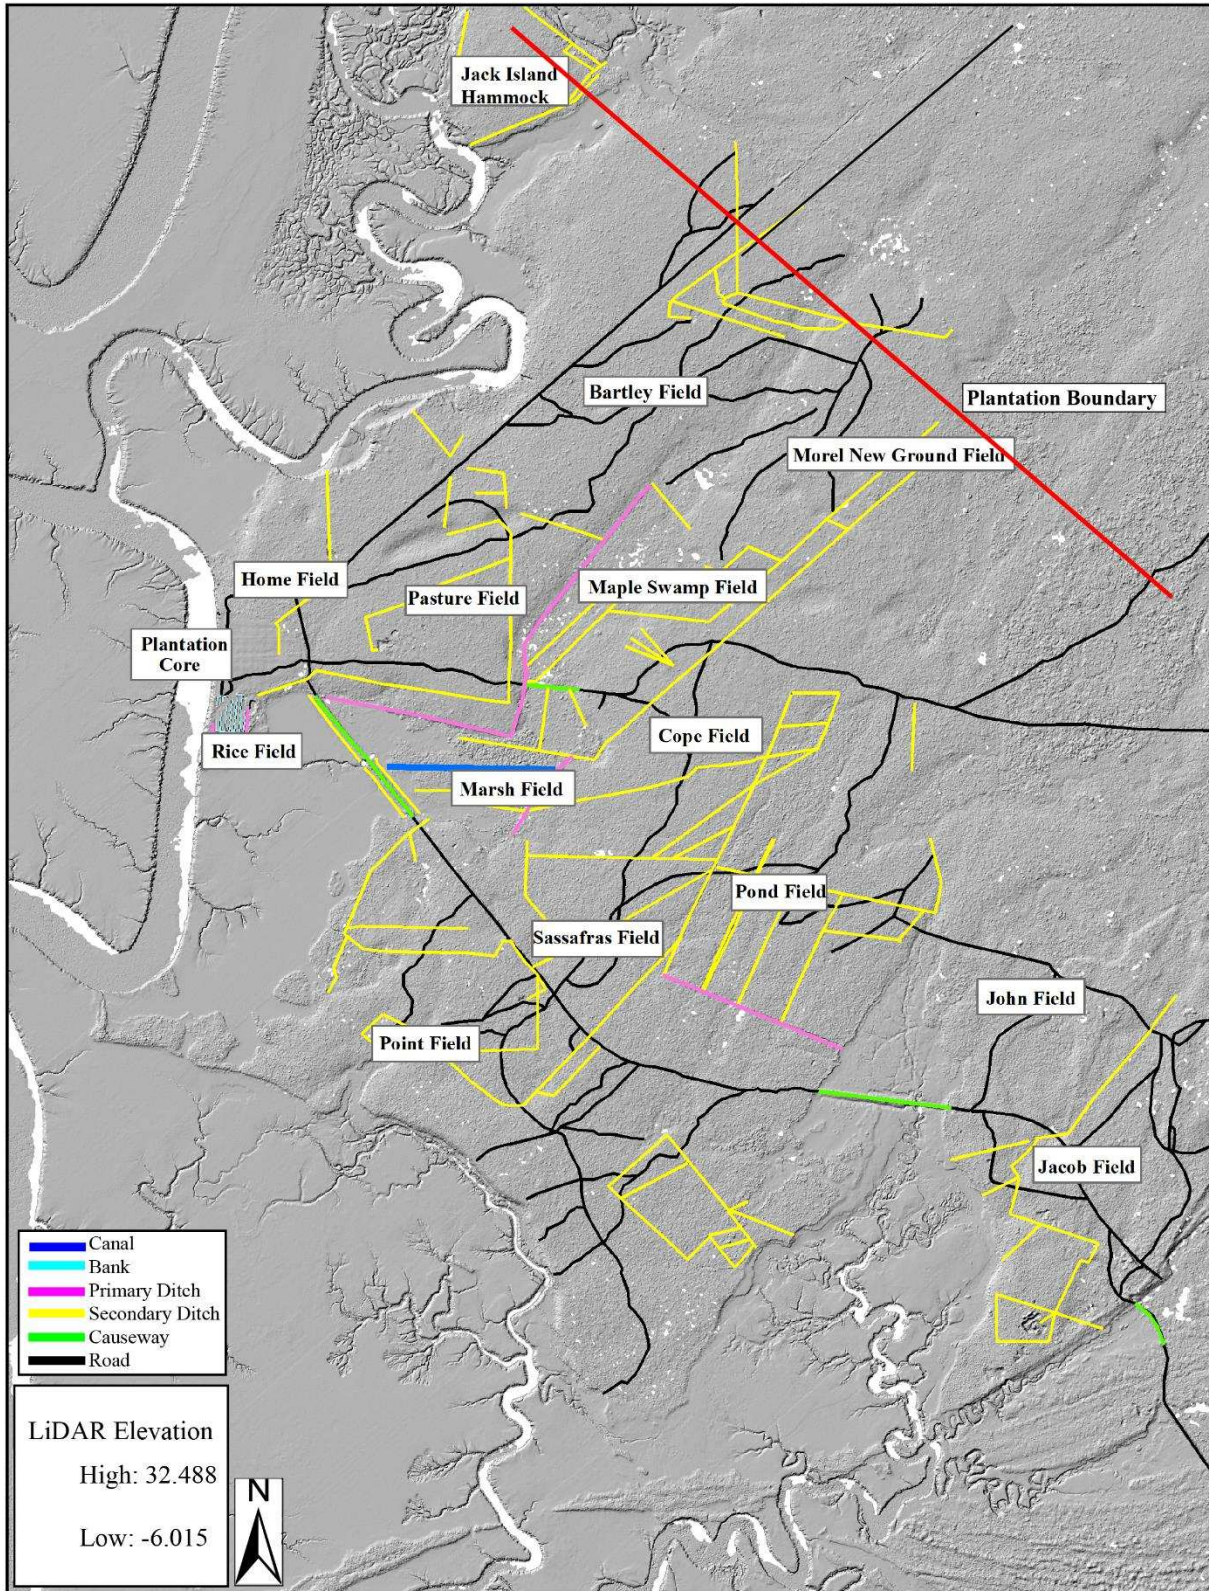 Jack Island
Hammock
Bartley Field
Plantation Boundary
Morel New Ground Field
Home Field
Pasture Field
Maple Swamp Field
Plantation
Core
Rice Field
Cope Field
Marsh Field
Pond Field
Sassafras Field
John Field
Point Field
Jacob Field
Canal
Bank
Primary Ditch
Secondary Ditch
Causeway
Road
LiDAR Elevation
High: 32.488
Low: -6.015
N